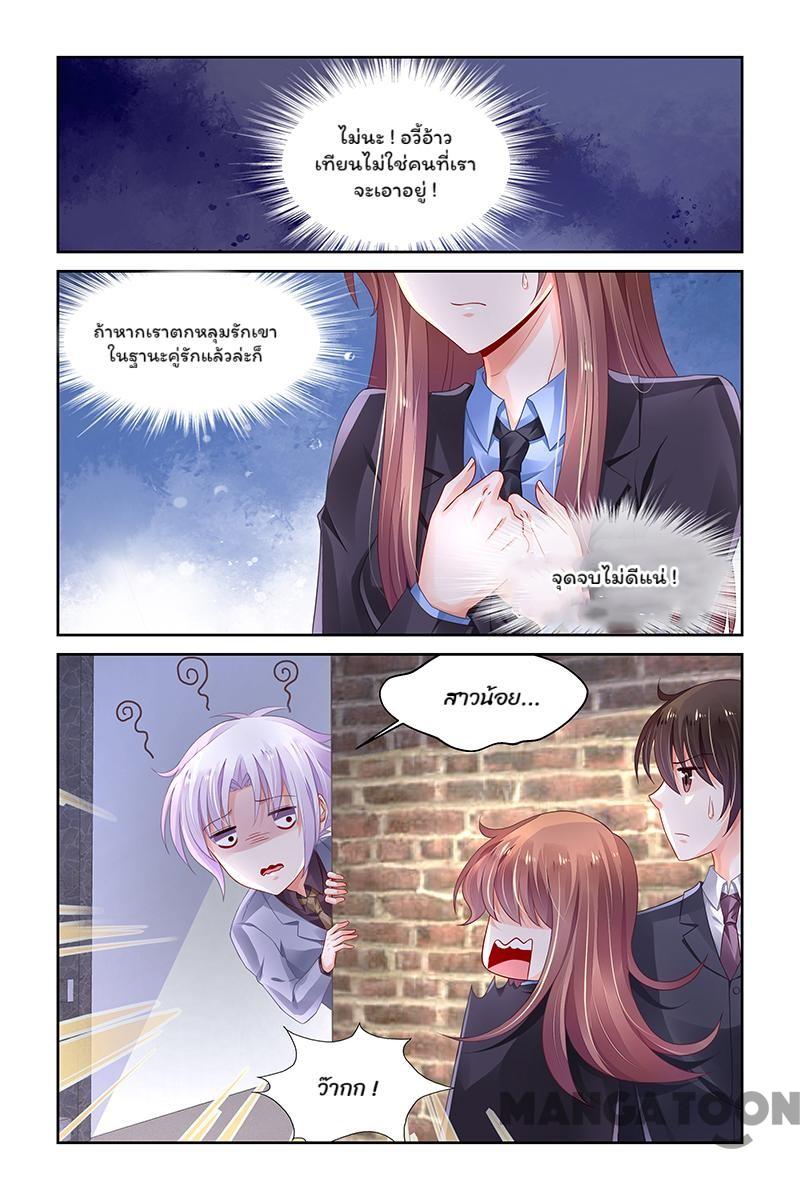 ไม่นะ ! อวี้อ้าว
เทียนไม่ใช่คนที่เรา
จะเอาอยู่ !
ถ้าหากเราตกหลุมรักเขา
ในฐานะคู่รักแล้วล่ะก็
จุดจบไม่ดีแน่ !
สาวน้อย...
ว๊ากก !
MANGATOON